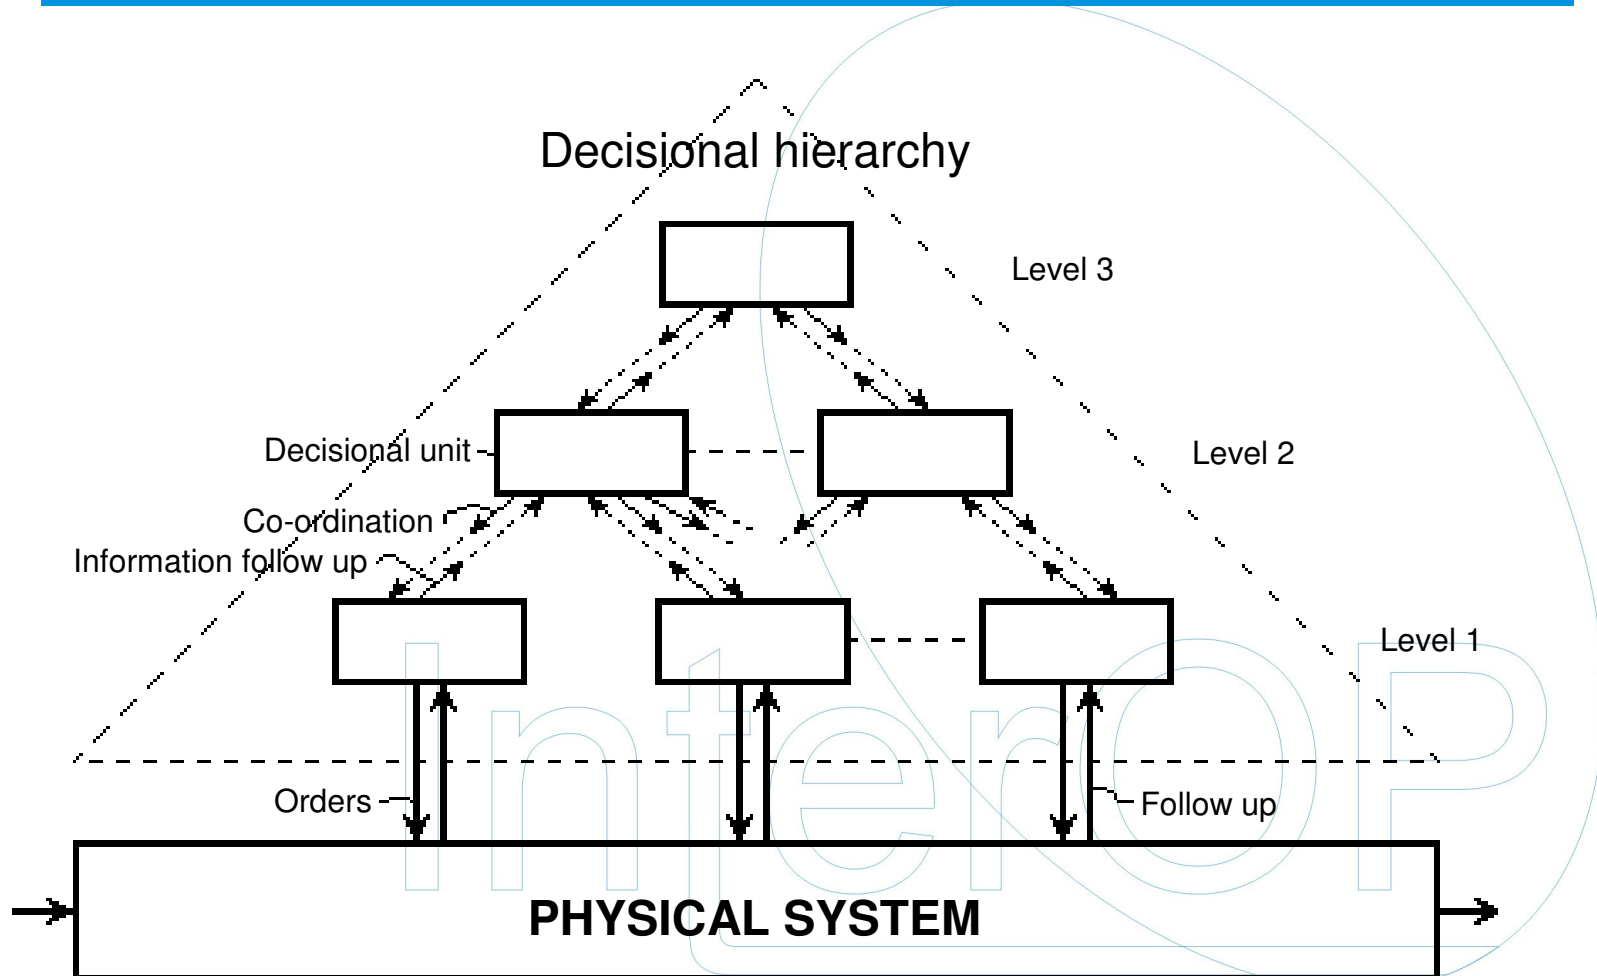 Decisional hierarchy
Level 3
Decisional unit
Level 2
Co-ordination
Information follow up
Level 1
Orders
Follow up
InterOP
PHYSICAL SYSTEM